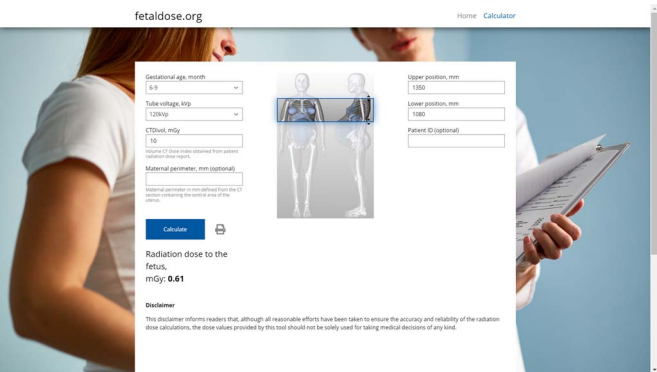 fetaldose.org
Home Calculator
Gestational age, month
6-9
Tube voltage, kVp
120kVp
CTDIvol, mGy
10
Volume CT Dose Index obtained from patient
radiation dose report.
Maternal perimeter, mm (optional)
Maternal perimeter in mm defined from the CT
section containing the central area of the
uterus.
Upper position, mm
1350
Lower position, mm
1080
Patient ID (optional)
Calculate
Radiation dose to the
fetus,
mGy: 0.61
Disclaimer
This disclaimer informs readers that, although all reasonable efforts have been taken to ensure the accuracy and reliability of the radiation
dose calculations, the dose values provided by this tool should not be solely used for taking medical decisions of any kind.